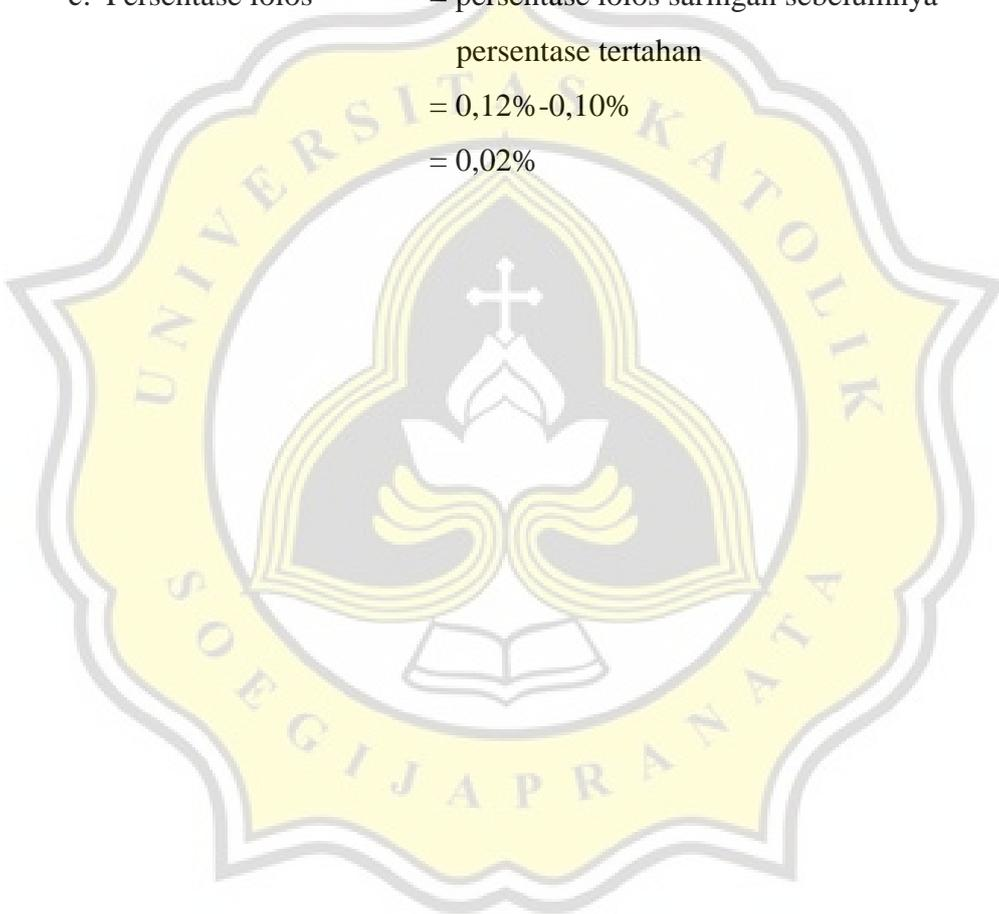 Persentase lolos = persentase lolos saringan sebelumnya
persentase tertahan
= 0,12%-0,10%
= 0,02%
UNIVERSITAS KATOLIK
SOEGIJAPRANATA